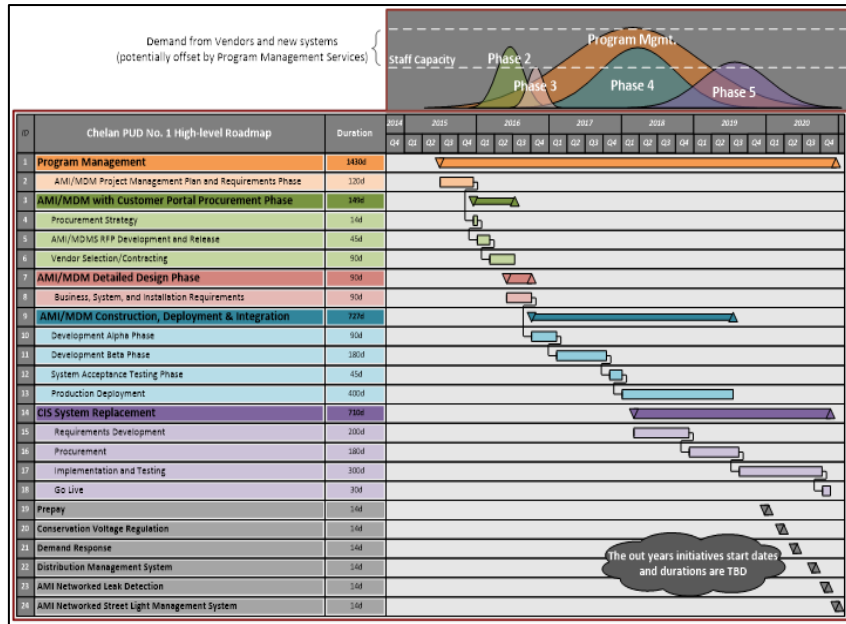 Demand from Vendors and new systems
(potentially offset by Program Management Services)
Staff Capacity
Program Mgmt.
Phase 2
Phase 3
Phase 4
Phase 5
ID Chelan PUD No. 1 High-level Roadmap Duration
2014 2015 2016 2017 2018 2019 2020
Q4 Q1 Q2 Q3 Q4 Q1 Q2 Q3 Q4 Q1 Q2 Q3 Q4 Q1 Q2 Q3 Q4 Q1 Q2 Q3 Q4 Q1 Q2 Q3 Q4
1 Program Management 1430d
2 AMI/MDM Project Management Plan and Requirements Phase 120d
3 AMI/MDM with Customer Portal Procurement Phase 149d
4 Procurement Strategy 14d
5 AMI/MDMS RFP Development and Release 45d
6 Vendor Selection/Contracting 90d
7 AMI/MDM Detailed Design Phase 90d
8 Business, System, and Installation Requirements 90d
9 AMI/MDM Construction, Deployment & Integration 727d
10 Development Alpha Phase 90d
11 Development Beta Phase 180d
12 System Acceptance Testing Phase 45d
13 Production Deployment 400d
14 CIS System Replacement 710d
15 Requirements Development 200d
16 Procurement 180d
17 Implementation and Testing 300d
18 Go Live 30d
19 Prepay 14d
20 Conservation Voltage Regulation 14d
21 Demand Response 14d
22 Distribution Management System 14d
23 AMI Networked Leak Detection 14d
24 AMI Networked Street Light Management System 14d
The out years initiatives start dates
and durations are TBD